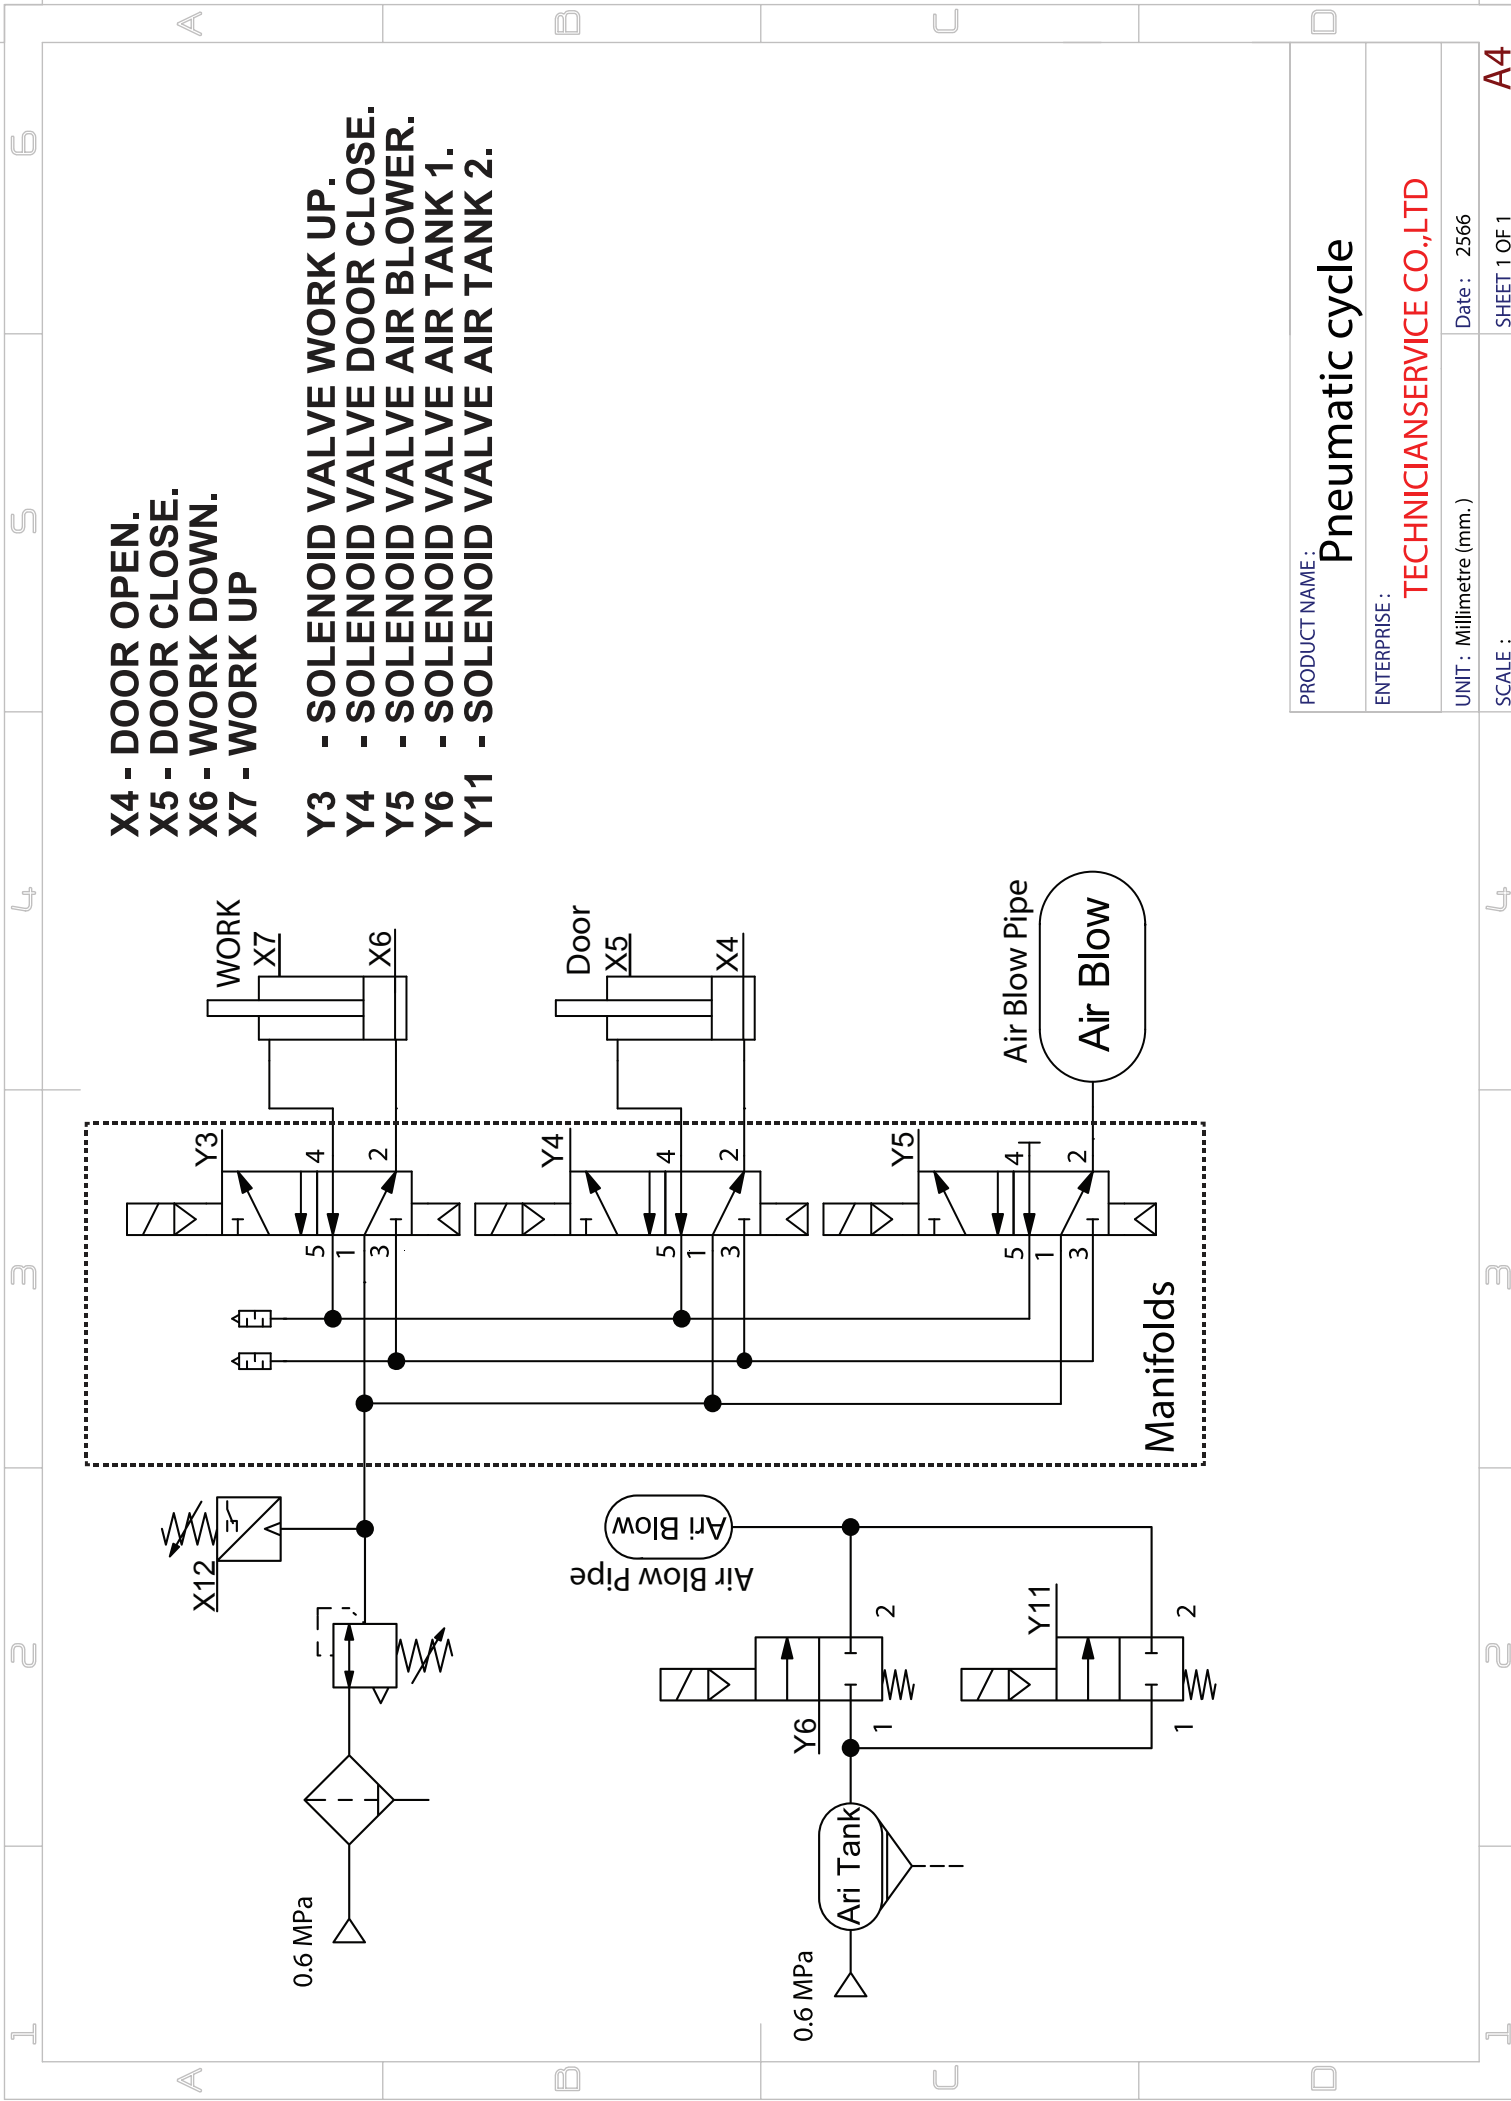 X4 - DOOR OPEN.
X5 - DOOR CLOSE.
X6 - WORK DOWN.
X7 - WORK UP
Y3 - SOLENOID VALVE WORK UP.
Y4 - SOLENOID VALVE DOOR CLOSE.
Y5 - SOLENOID VALVE AIR BLOWER.
Y6 - SOLENOID VALVE AIR TANK 1.
Y11 - SOLENOID VALVE AIR TANK 2.
WORK
X7
X6
Door
X5
X4
Air Blow Pipe
Air Blow
Y3
4
2
5
1
3
Y4
4
2
5
1
3
Y5
4
2
5
1
3
Manifolds
X12
0.6 MPa
Ari Blow
Air Blow Pipe
Y6
1
2
Y11
1
2
Ari Tank
0.6 MPa
PRODUCT NAME :
Pneumatic cycle
ENTERPRISE :
TECHNICIANSERVICE CO.,LTD
UNIT : Millimetre (mm. )
Date : 2566
SCALE :
SHEET 1 OF 1
A4
1
2
3
4
5
6
A
B
C
D
A
B
C
D
1
2
3
4